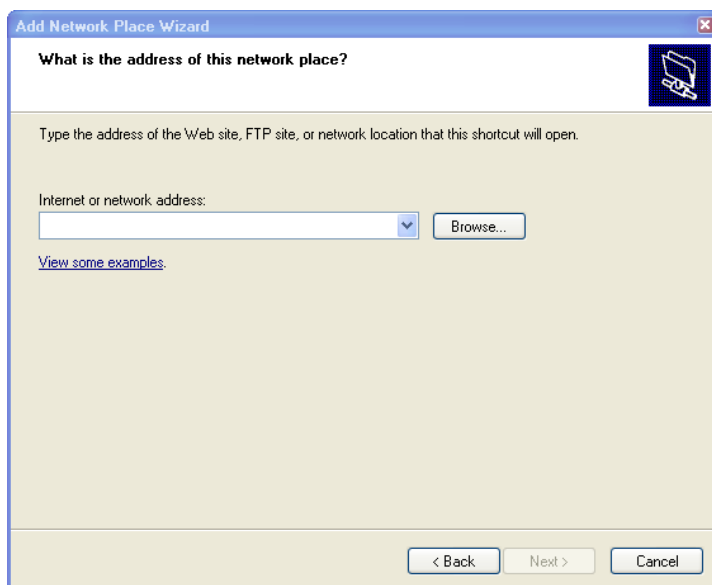 Add Network Place Wizard
What is the address of this network place?
Type the address of the Web site, FTP site, or network location that this shortcut will open.
Internet or network address:
Browse...
View some examples.
< Back
Next >
Cancel